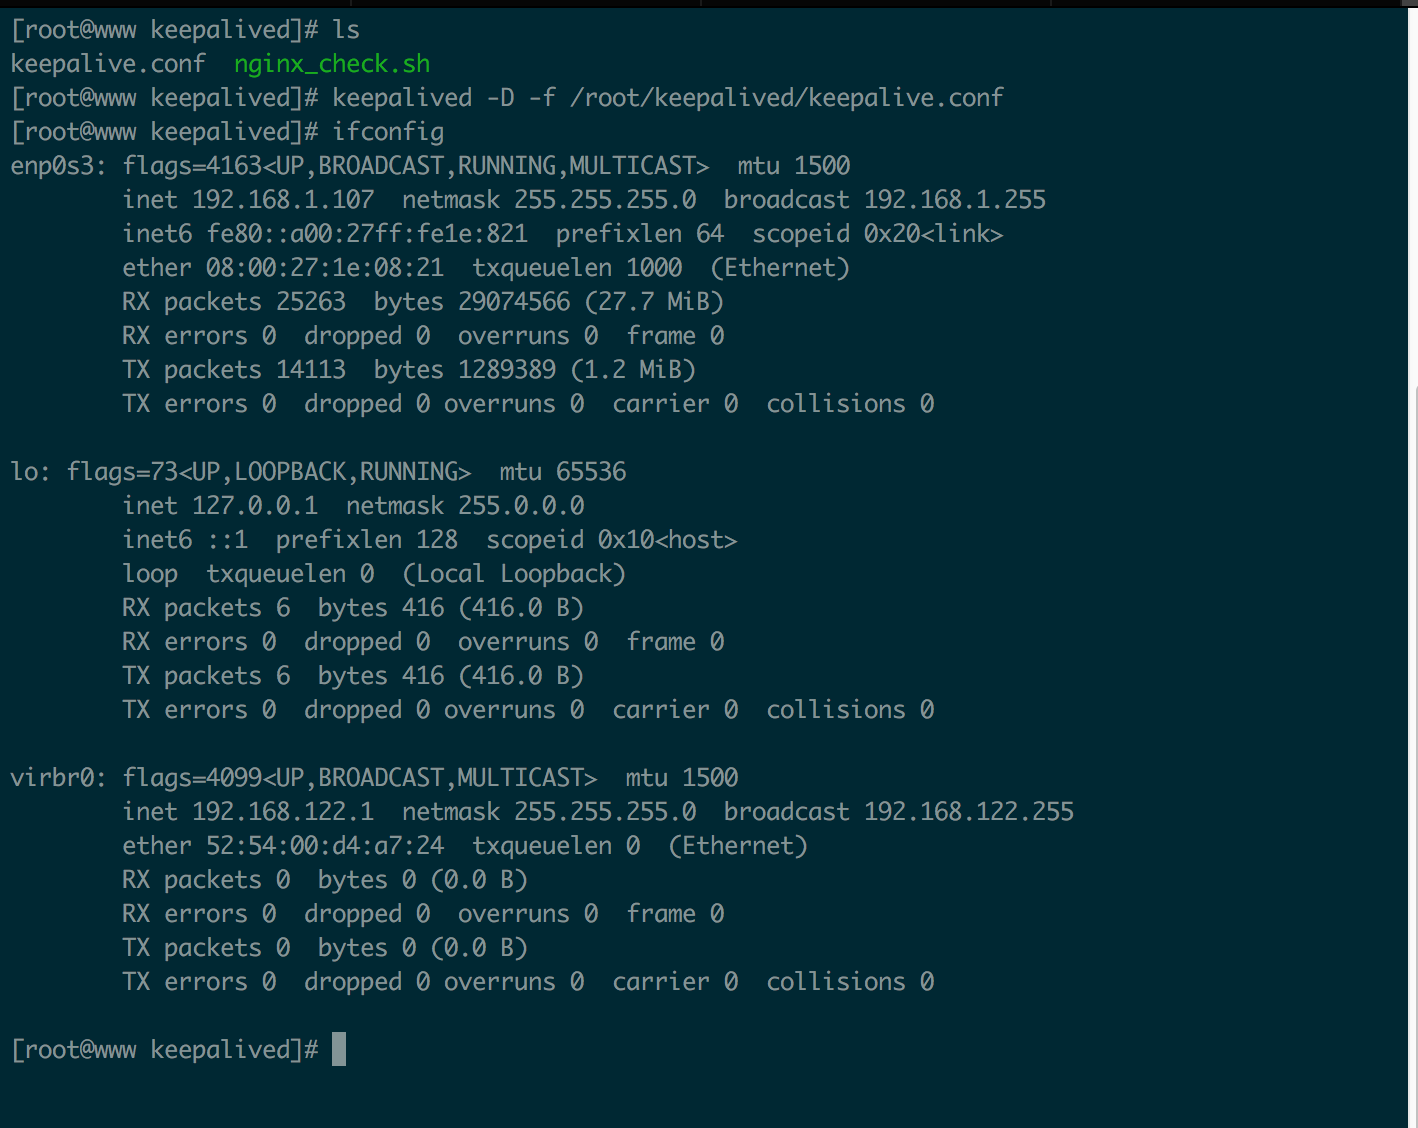 [root@www keepalived]# ls
keepalive.conf  nginx_check.sh
[root@www keepalived]# keepalived -D -f /root/keepalived/keepalive.conf
[root@www keepalived]# ifconfig
enp0s3: flags=4163<UP,BROADCAST,RUNNING,MULTICAST>  mtu 1500
        inet 192.168.1.107  netmask 255.255.255.0  broadcast 192.168.1.255
        inet6 fe80::a00:27ff:fe1e:821  prefixlen 64  scopeid 0x20<link>
        ether 08:00:27:1e:08:21  txqueuelen 1000  (Ethernet)
        RX packets 25263  bytes 29074566 (27.7 MiB)
        RX errors 0  dropped 0  overruns 0  frame 0
        TX packets 14113  bytes 1289389 (1.2 MiB)
        TX errors 0  dropped 0 overruns 0  carrier 0  collisions 0

lo: flags=73<UP,LOOPBACK,RUNNING>  mtu 65536
        inet 127.0.0.1  netmask 255.0.0.0
        inet6 ::1  prefixlen 128  scopeid 0x10<host>
        loop  txqueuelen 0  (Local Loopback)
        RX packets 6  bytes 416 (416.0 B)
        RX errors 0  dropped 0  overruns 0  frame 0
        TX packets 6  bytes 416 (416.0 B)
        TX errors 0  dropped 0 overruns 0  carrier 0  collisions 0

virbr0: flags=4099<UP,BROADCAST,MULTICAST>  mtu 1500
        inet 192.168.122.1  netmask 255.255.255.0  broadcast 192.168.122.255
        ether 52:54:00:d4:a7:24  txqueuelen 0  (Ethernet)
        RX packets 0  bytes 0 (0.0 B)
        RX errors 0  dropped 0  overruns 0  frame 0
        TX packets 0  bytes 0 (0.0 B)
        TX errors 0  dropped 0 overruns 0  carrier 0  collisions 0

[root@www keepalived]#